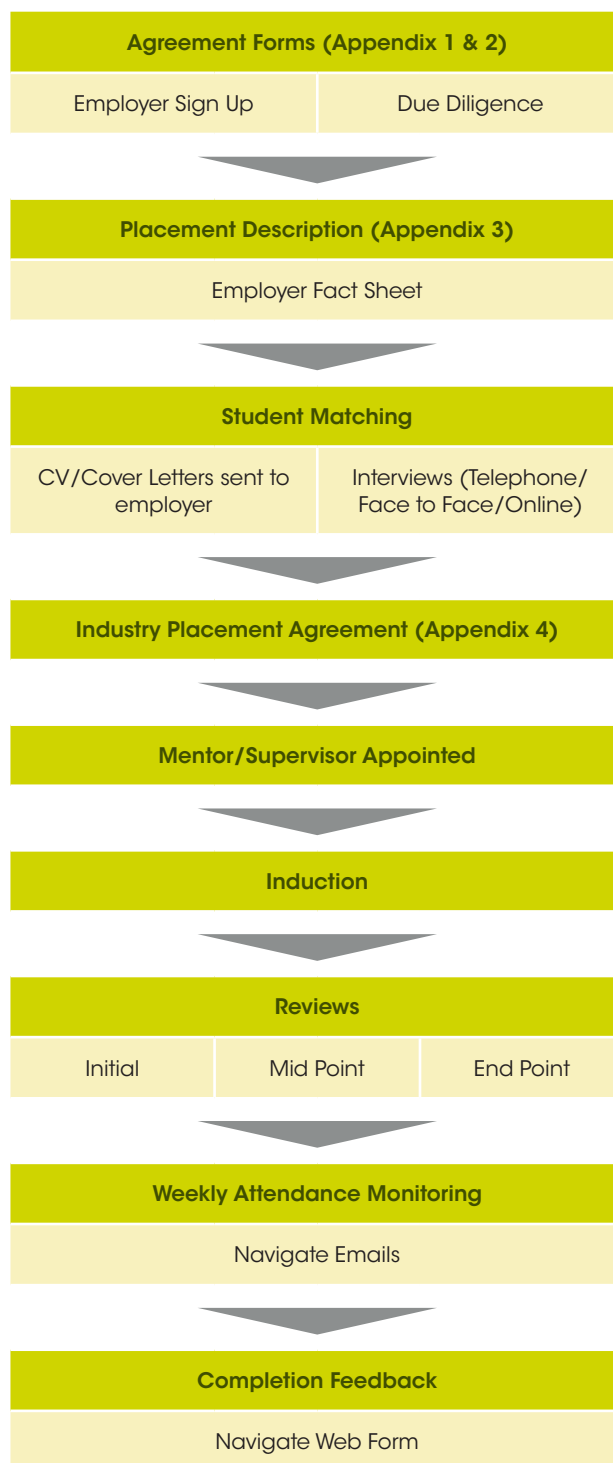 Agreement Forms (Appendix 1 & 2)
Employer Sign Up
Due Diligence
Placement Description (Appendix 3)
Employer Fact Sheet
Student Matching
CV/Cover Letters sent to
employer
Interviews (Telephone/
Face to Face/Online)
Industry Placement Agreement (Appendix 4)
Mentor/Supervisor Appointed
Induction
Reviews
Initial
Mid Point
End Point
Weekly Attendance Monitoring
Navigate Emails
Completion Feedback
Navigate Web Form